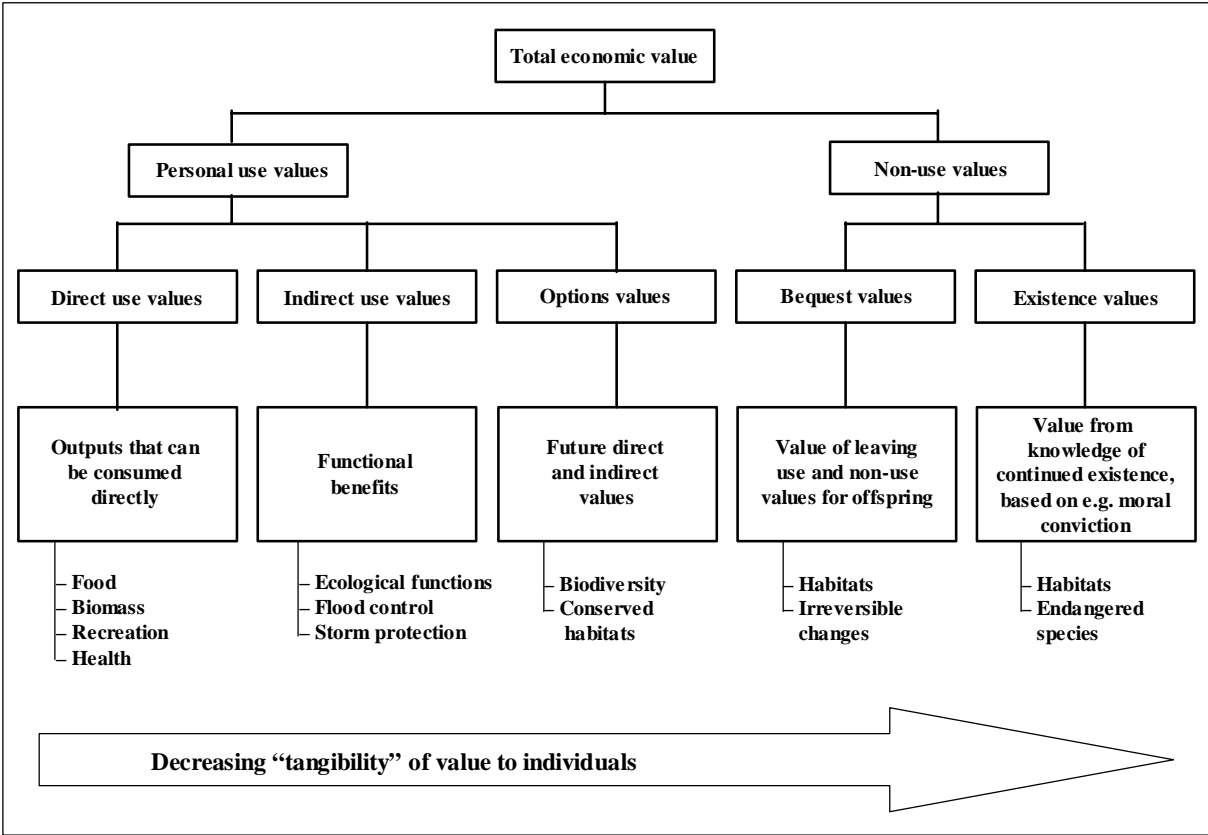 Total economic value
Personal use values
Non-use values
Direct use values
Indirect use values
Options values
Bequest values
Existence values
Outputs that can
be consumed
directly
Functional
benefits
Future direct
and indirect
values
Value of leaving
use and non-use
values for offspring
Value from
knowledge of
continued existence,
based on e.g. moral
conviction
– Food
– Biomass
– Recreation
– Health
– Ecological functions
– Flood control
– Storm protection
– Biodiversity
– Conserved
habitats
– Habitats
– Irreversible
changes
– Habitats
– Endangered
species
Decreasing “tangibility” of value to individuals